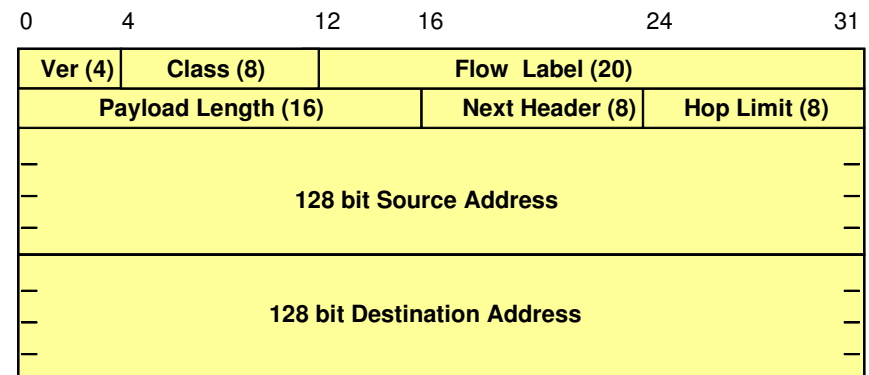 0 4 12 16 24 31
Ver (4) Class (8) Flow Label (20)
Payload Length (16) Next Header (8) Hop Limit (8)
128 bit Source Address
128 bit Destination Address